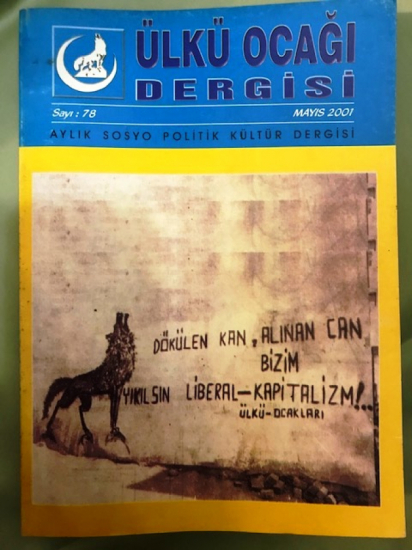 ÜLKÜ OCAĞI
DERGİSİ
Sayı : 78
MAYIS 2001
AYLIK SOSYO POLİTİK KÜLTÜR DERGİSİ
DÖKÜLEN KAN, ALINAN CAN
BİZİM
YIKILSIN LİBERAL-KAPİTALİZM!...
ÜLKÜ-OCAKLARI